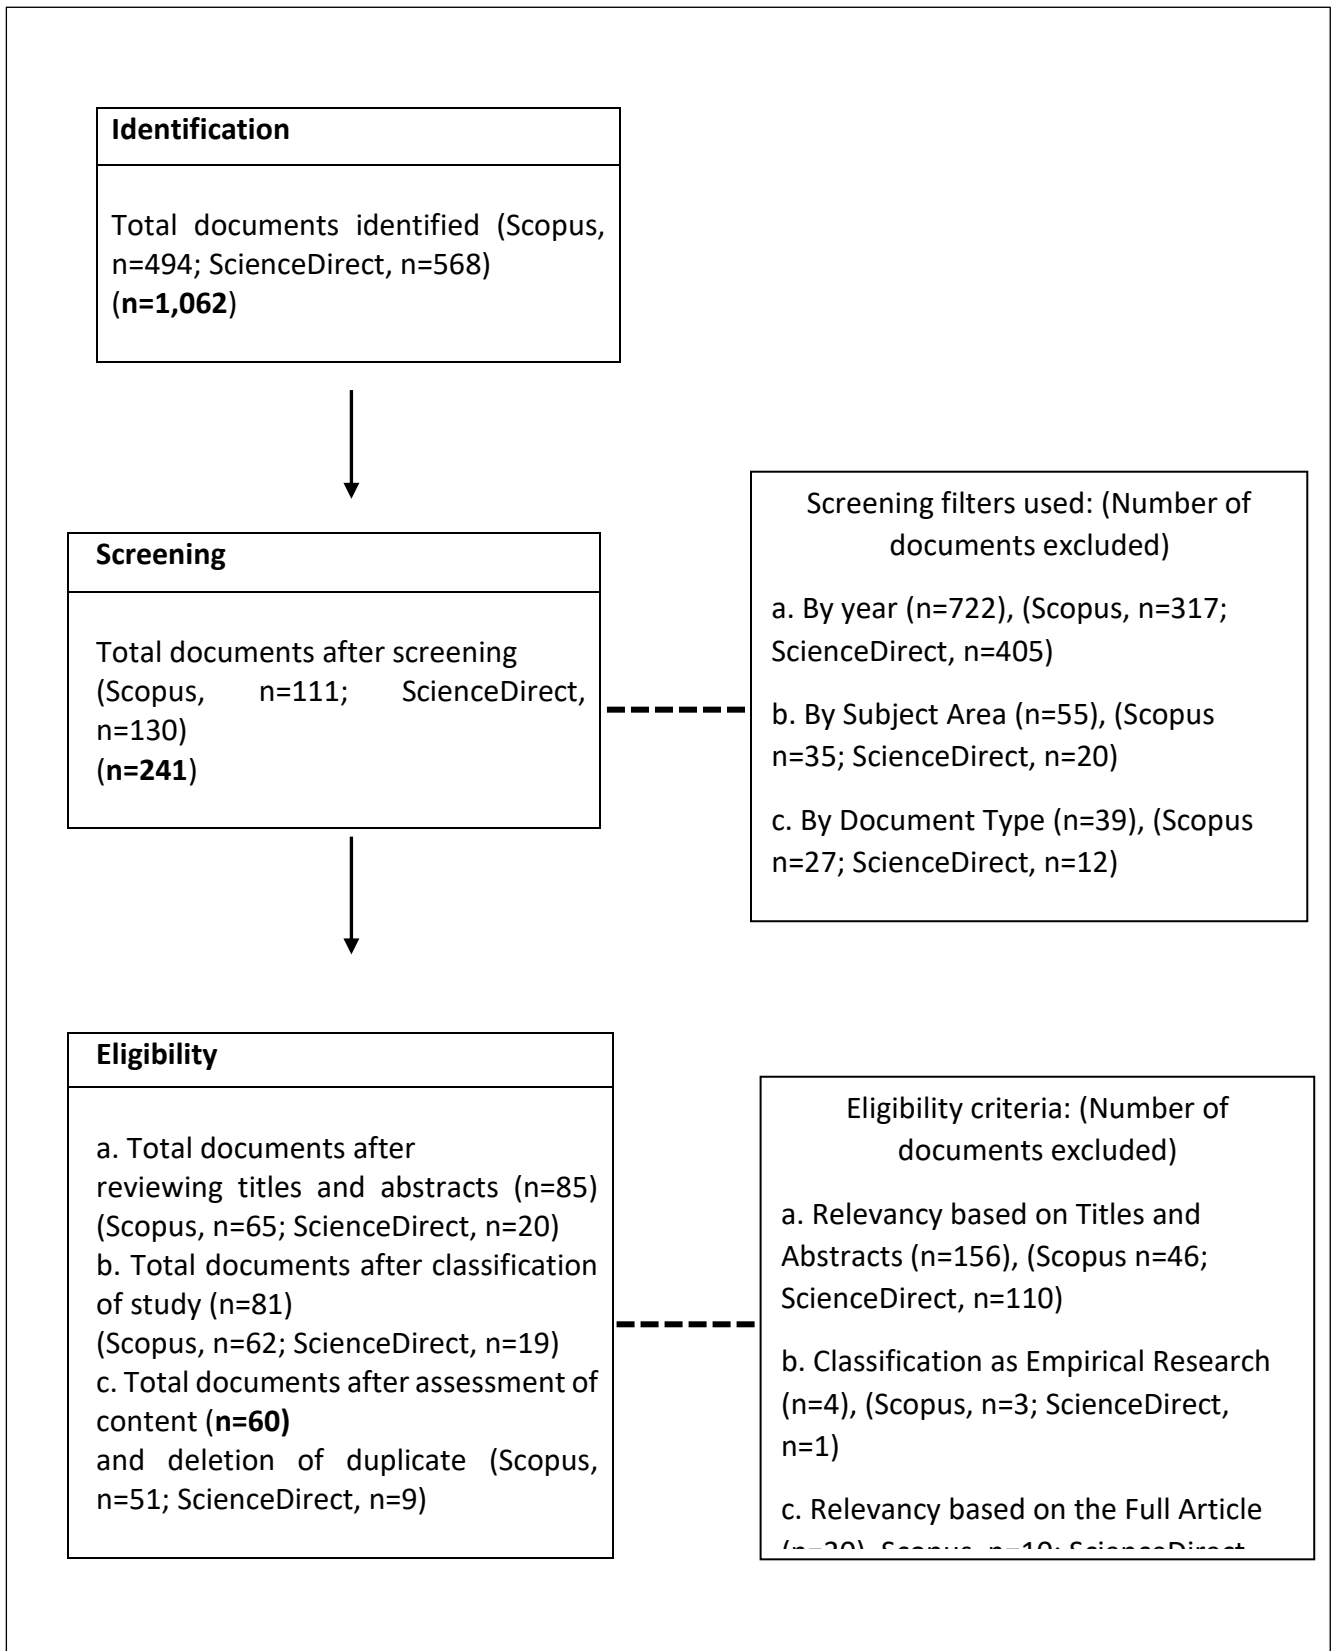 Identification
Total documents identified (Scopus,
n=494; ScienceDirect, n=568)
(n=1,062)
Screening
Total documents after screening
(Scopus, n=111; ScienceDirect,
n=130)
(n=241)
Screening filters used: (Number of
documents excluded)
a. By year (n=722), (Scopus, n=317;
ScienceDirect, n=405)
b. By Subject Area (n=55), (Scopus
n=35; ScienceDirect, n=20)
c. By Document Type (n=39), (Scopus
n=27; ScienceDirect, n=12)
Eligibility
a. Total documents after
reviewing titles and abstracts (n=85)
(Scopus, n=65; ScienceDirect, n=20)
b. Total documents after classification
of study (n=81)
(Scopus, n=62; ScienceDirect, n=19)
c. Total documents after assessment of
content (n=60)
and deletion of duplicate (Scopus,
n=51; ScienceDirect, n=9)
Eligibility criteria: (Number of
documents excluded)
a. Relevancy based on Titles and
Abstracts (n=156), (Scopus n=46;
ScienceDirect, n=110)
b. Classification as Empirical Research
(n=4), (Scopus, n=3; ScienceDirect,
n=1)
c. Relevancy based on the Full Article
Scopus, ScienceDirect